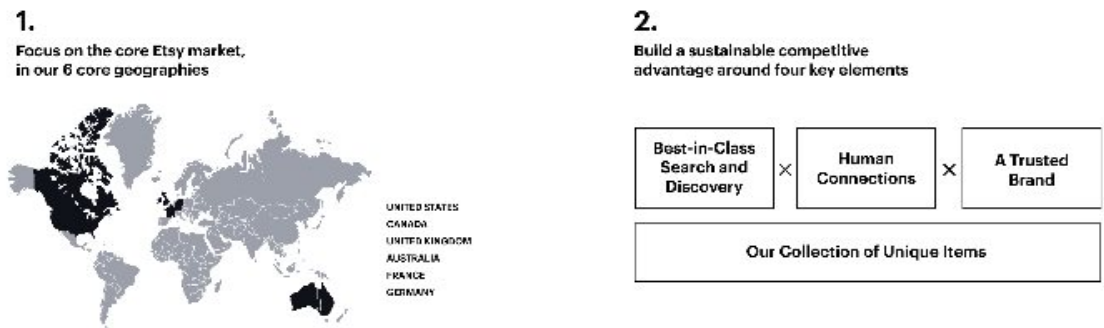 1.
Focus on the core Etsy market,
in our 6 core geographies
UNITED STATES
CANADA
UNITED KINGDOM
AUSTRALIA
FRANCE
GERMANY
2.
Build a sustainable competitive
advantage around four key elements
Best-in-Class
Search and
Discovery
×
Human
Connections
×
A Trusted
Brand
Our Collection of Unique Items